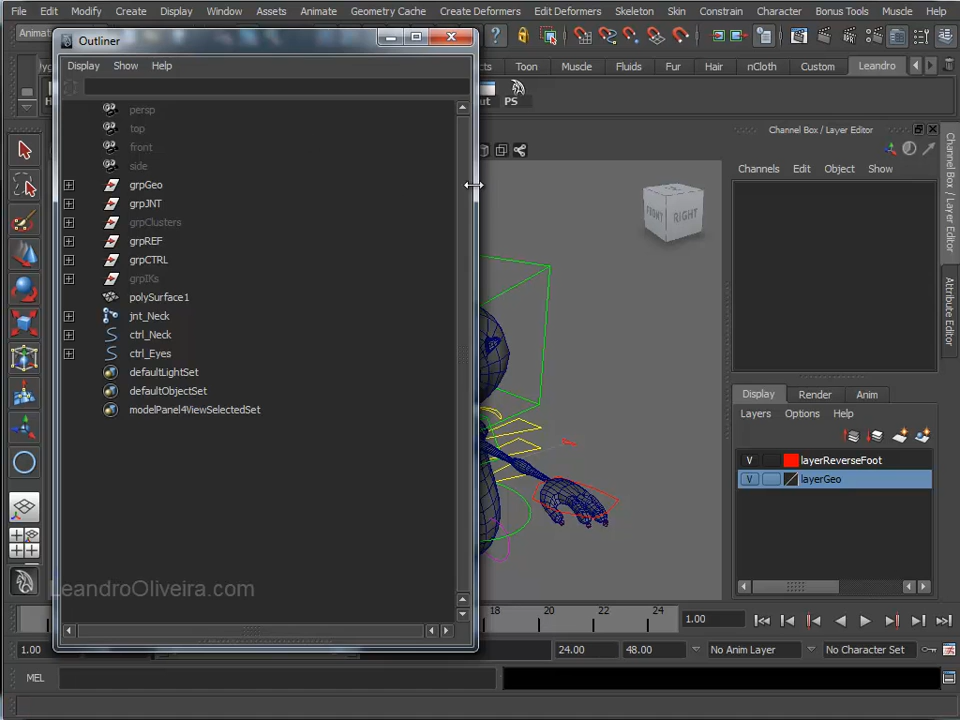 File Edit Modify Create Display Window Assets Animate Geometry Cache Create Deformers Edit Deformers Skeleton Skin Constrain Character Bonus Tools Muscle Help
Outliner
Display Show Help
Toon Muscle Fluids Fur Hair nCloth Custom Leandro
PS
Channel Box / Layer Editor
Channels Edit Object Show
persp
top
front
side
grpGeo
grpJNT
grpClusters
grpREF
grpCTRL
grpIKs
polySurface1
jnt_Neck
ctrl_Neck
ctrl_Eyes
defaultLightSet
defaultObjectSet
modelPanel4ViewSelectedSet
FRONT RIGHT
Channel Box / Layer Editor
Attribute Editor
Display Render Anim
Layers Options Help
V layerReverseFoot
V layerGeo
LeandroOliveira.com
18 20 22 24 1.00
1.00 24.00 48.00 No Anim Layer No Character Set
MEL